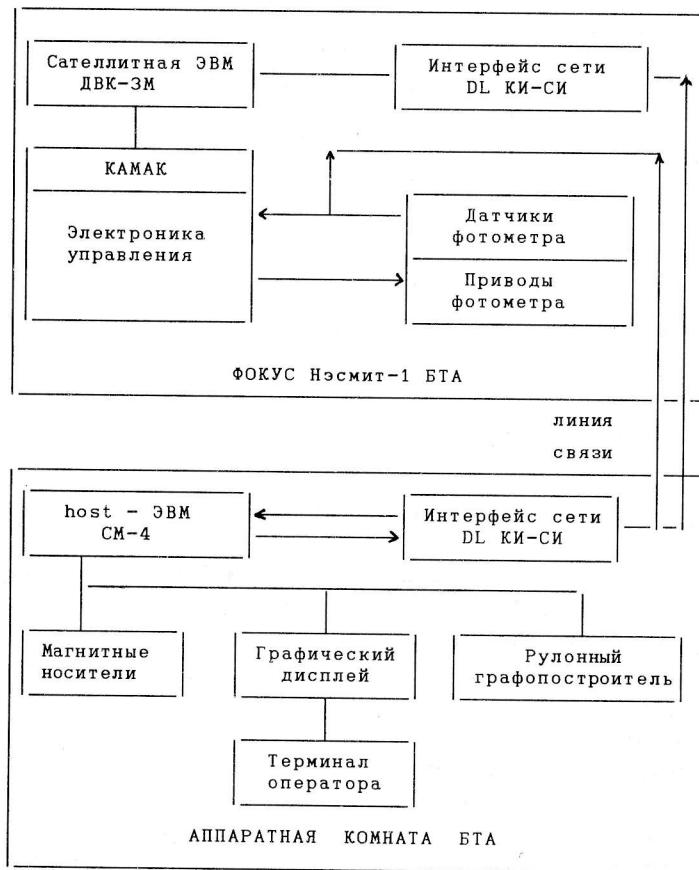 Сателлитная ЭВМ
ДВК-3М
Интерфейс сети
DL КИ-СИ
КАМАК
Электроника
управления
Датчики
фотометра
Приводы
фотометра
ФОКУС Нэсмит-1 БТА
линия
связи
host - ЭВМ
СМ-4
Интерфейс сети
DL КИ-СИ
Магнитные
носители
Графический
дисплей
Рулонный
графопостроитель
Терминал
оператора
АППАРАТНАЯ КОМНАТА БТА